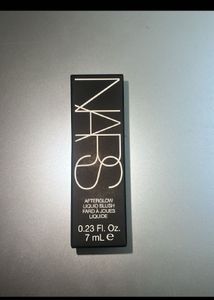 NARS
AFTERGLOW
LIQUID BLUSH
FARD À JOUES
LIQUIDE
0.23 Fl. Oz.
7 mL ℮